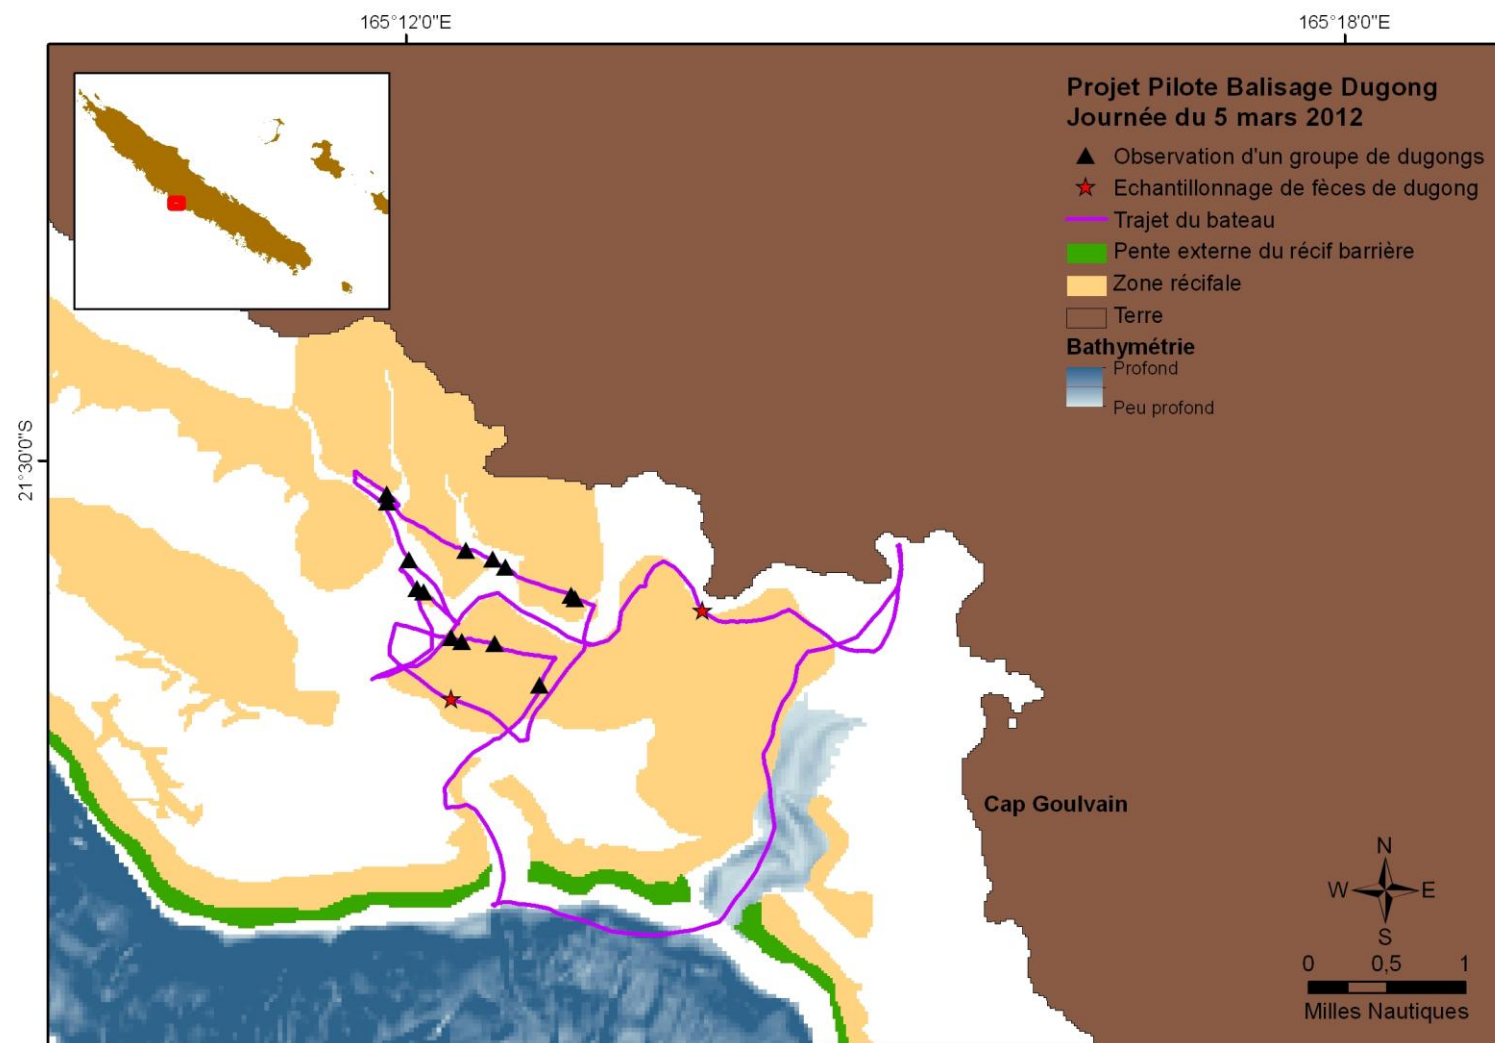 165°12'0"E
165°18'0"E
21°30'0"S
Projet Pilote Balisage Dugong
Journée du 5 mars 2012
Observation d'un groupe de dugongs
Echantillonnage de fèces de dugong
Trajet du bateau
Pente externe du récif barrière
Zone récifale
Terre
Bathymétrie
Profond
Peu profond
Cap Goulvain
N
W E
S
0 0,5 1
Milles Nautiques